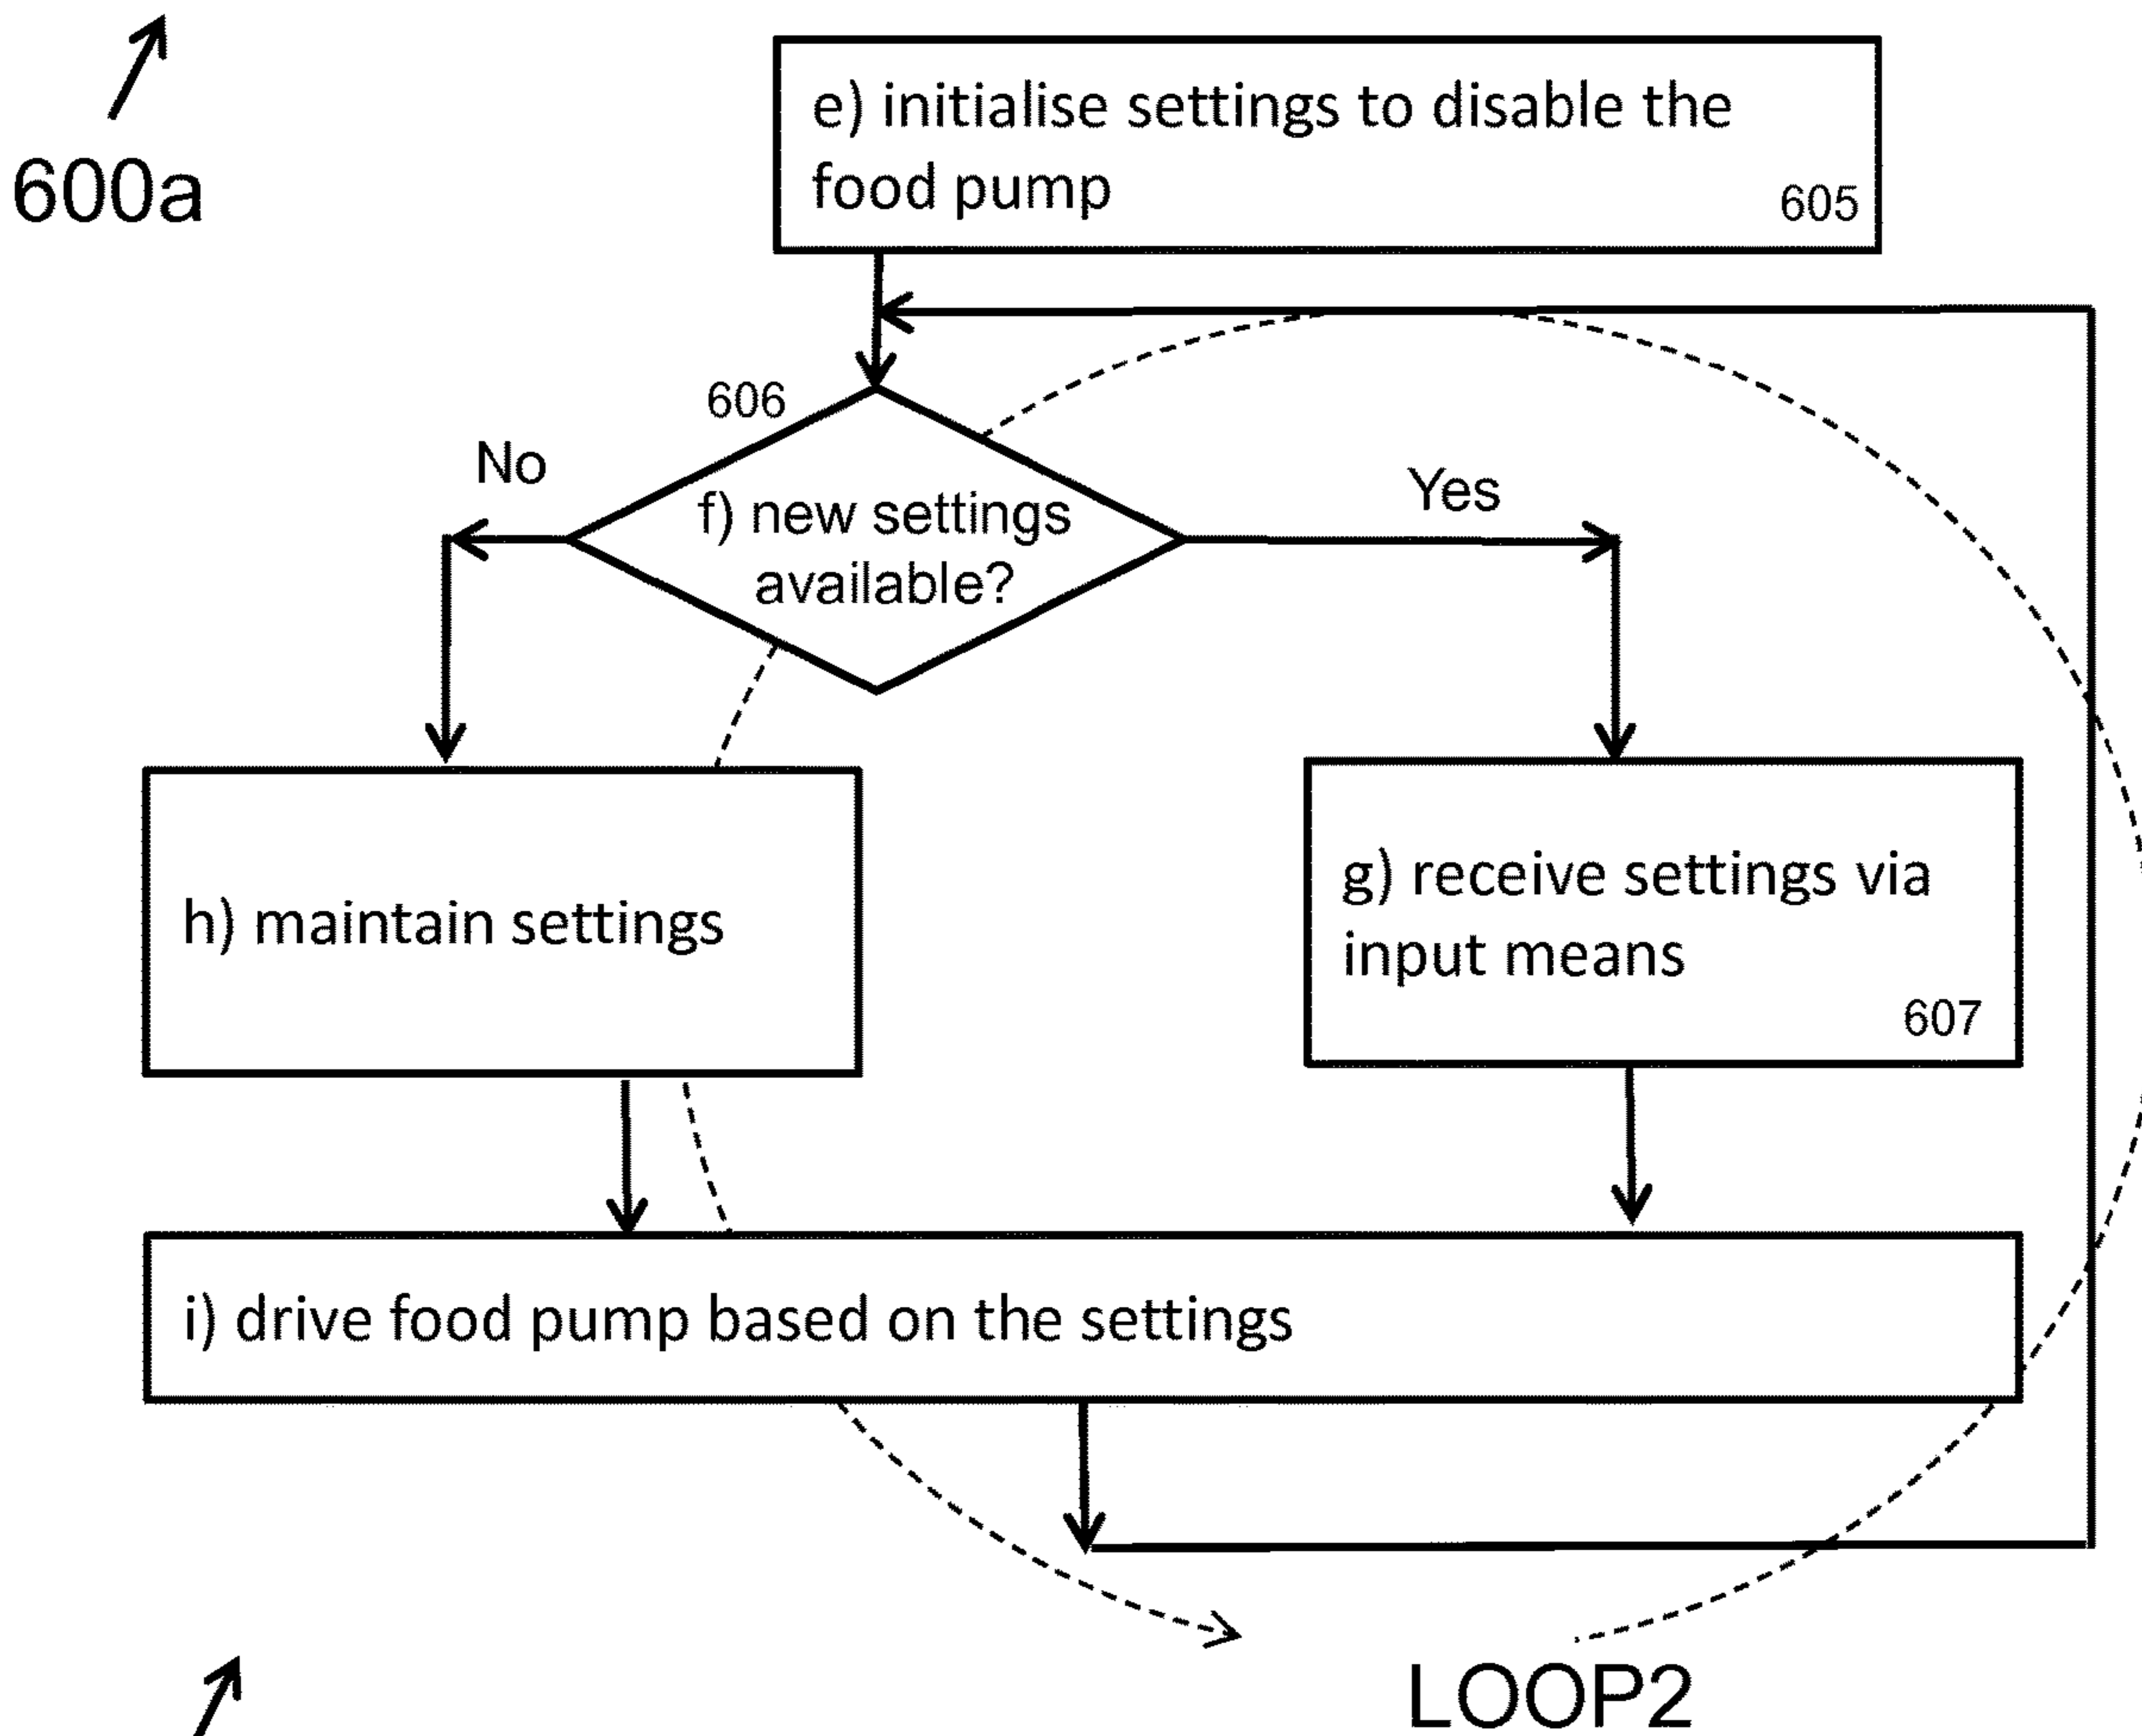 600a
e) initialise settings to disable the
food pump
605
606
No
Yes
f) new settings
available?
h) maintain settings
g) receive settings via
input means
607
i) drive food pump based on the settings
LOOP2